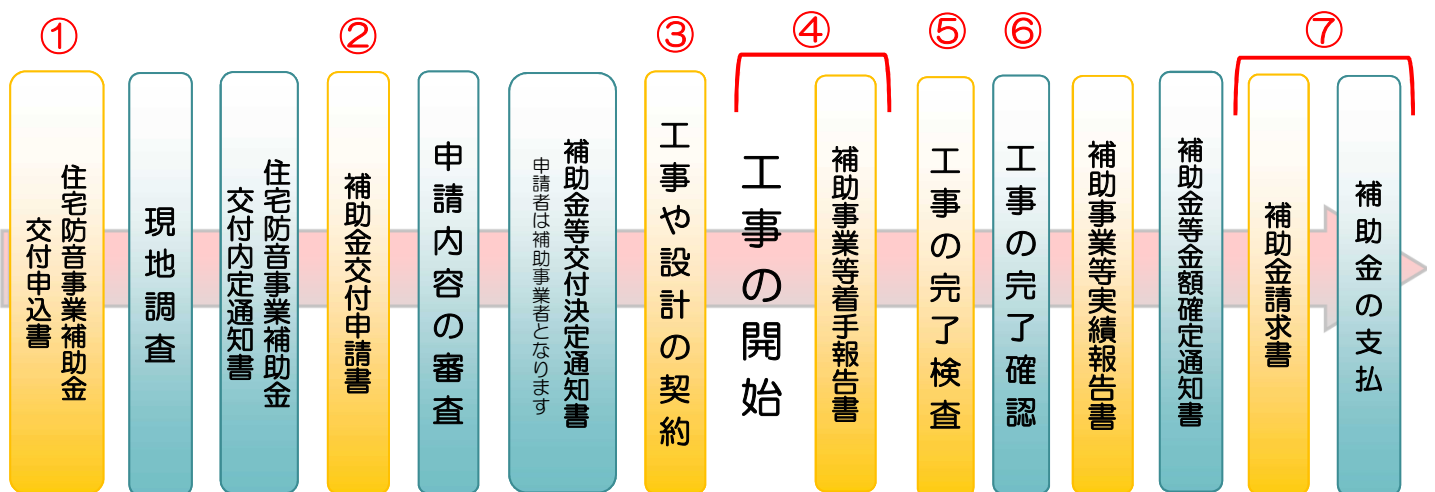 ①
住宅防音事業補助金
交付申込書
現地調査
住宅防音事業補助金
交付内定通知書
②
補助金交付申請書
申請内容の審査
補助金等交付決定通知書
申請者は補助事業者となります
③
工事や設計の契約
④
工事の開始
補助事業等着手報告書
⑤
工事の完了検査
⑥
工事の完了確認
補助事業等実績報告書
補助金等金額確定通知書
⑦
補助金請求書
補助金の支払